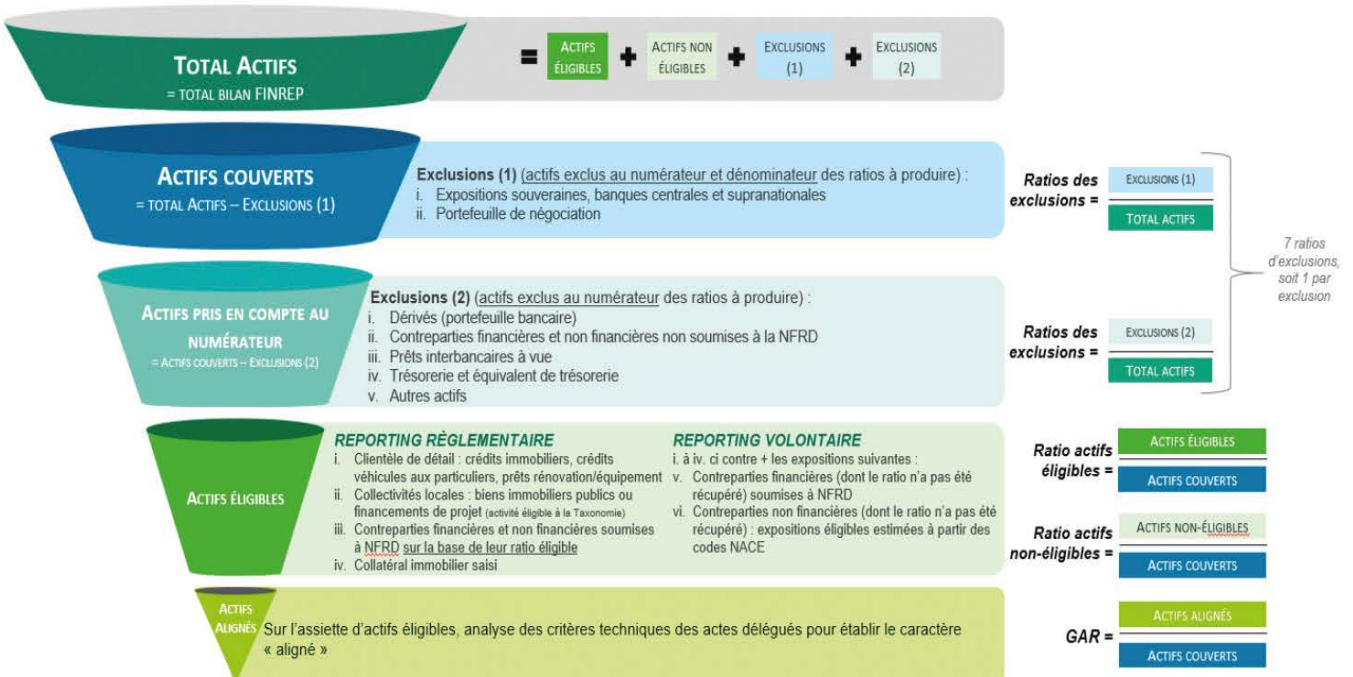 TOTAL ACTIFS
= TOTAL BILAN FINREP
=
ACTIFS
ÉLIGIBLES
+
ACTIFS NON
ÉLIGIBLES
+
EXCLUSIONS
(1)
+
EXCLUSIONS
(2)
ACTIFS COUVERTS
= TOTAL ACTIFS – EXCLUSIONS (1)
Exclusions (1) (actifs exclus au numérateur et dénominateur des ratios à produire) :
i. Expositions souveraines, banques centrales et supranationales
ii. Portefeuille de négociation
Ratios des
exclusions =
EXCLUSIONS (1)
TOTAL ACTIFS
7 ratios
d'exclusions,
soit 1 par
exclusion
ACTIFS PRIS EN COMPTE AU
NUMÉRATEUR
= ACTIFS COUVERTS – EXCLUSIONS (2)
Exclusions (2) (actifs exclus au numérateur des ratios à produire) :
i. Dérivés (portefeuille bancaire)
ii. Contreparties financières et non financières non soumises à la NFRD
iii. Prêts interbancaires à vue
iv. Trésorerie et équivalent de trésorerie
v. Autres actifs
Ratios des
exclusions =
EXCLUSIONS (2)
TOTAL ACTIFS
ACTIFS ÉLIGIBLES
REPORTING RÈGLEMENTAIRE
i. Clientèle de détail : crédits immobiliers, crédits
véhicules aux particuliers, prêts rénovation/équipement
ii. Collectivités locales : biens immobiliers publics ou
financements de projet (activité éligible à la Taxonomie)
iii. Contreparties financières et non financières soumises
à NFRD sur la base de leur ratio éligible
iv. Collatéral immobilier saisi
REPORTING VOLONTAIRE
i. à iv. ci contre + les expositions suivantes :
v. Contreparties financières (dont le ratio n'a pas été
récupéré) soumises à NFRD
vi. Contreparties non financières (dont le ratio n'a pas été
récupéré) : expositions éligibles estimées à partir des
codes NACE
Ratio actifs
éligibles =
ACTIFS ÉLIGIBLES
ACTIFS COUVERTS
Ratio actifs
non-éligibles =
ACTIFS NON-ÉLIGIBLES
ACTIFS COUVERTS
ACTIFS
ALIGNÉS
Sur l'assiette d'actifs éligibles, analyse des critères techniques des actes délégués pour établir le caractère
« aligné »
GAR =
ACTIFS ALIGNÉS
ACTIFS COUVERTS